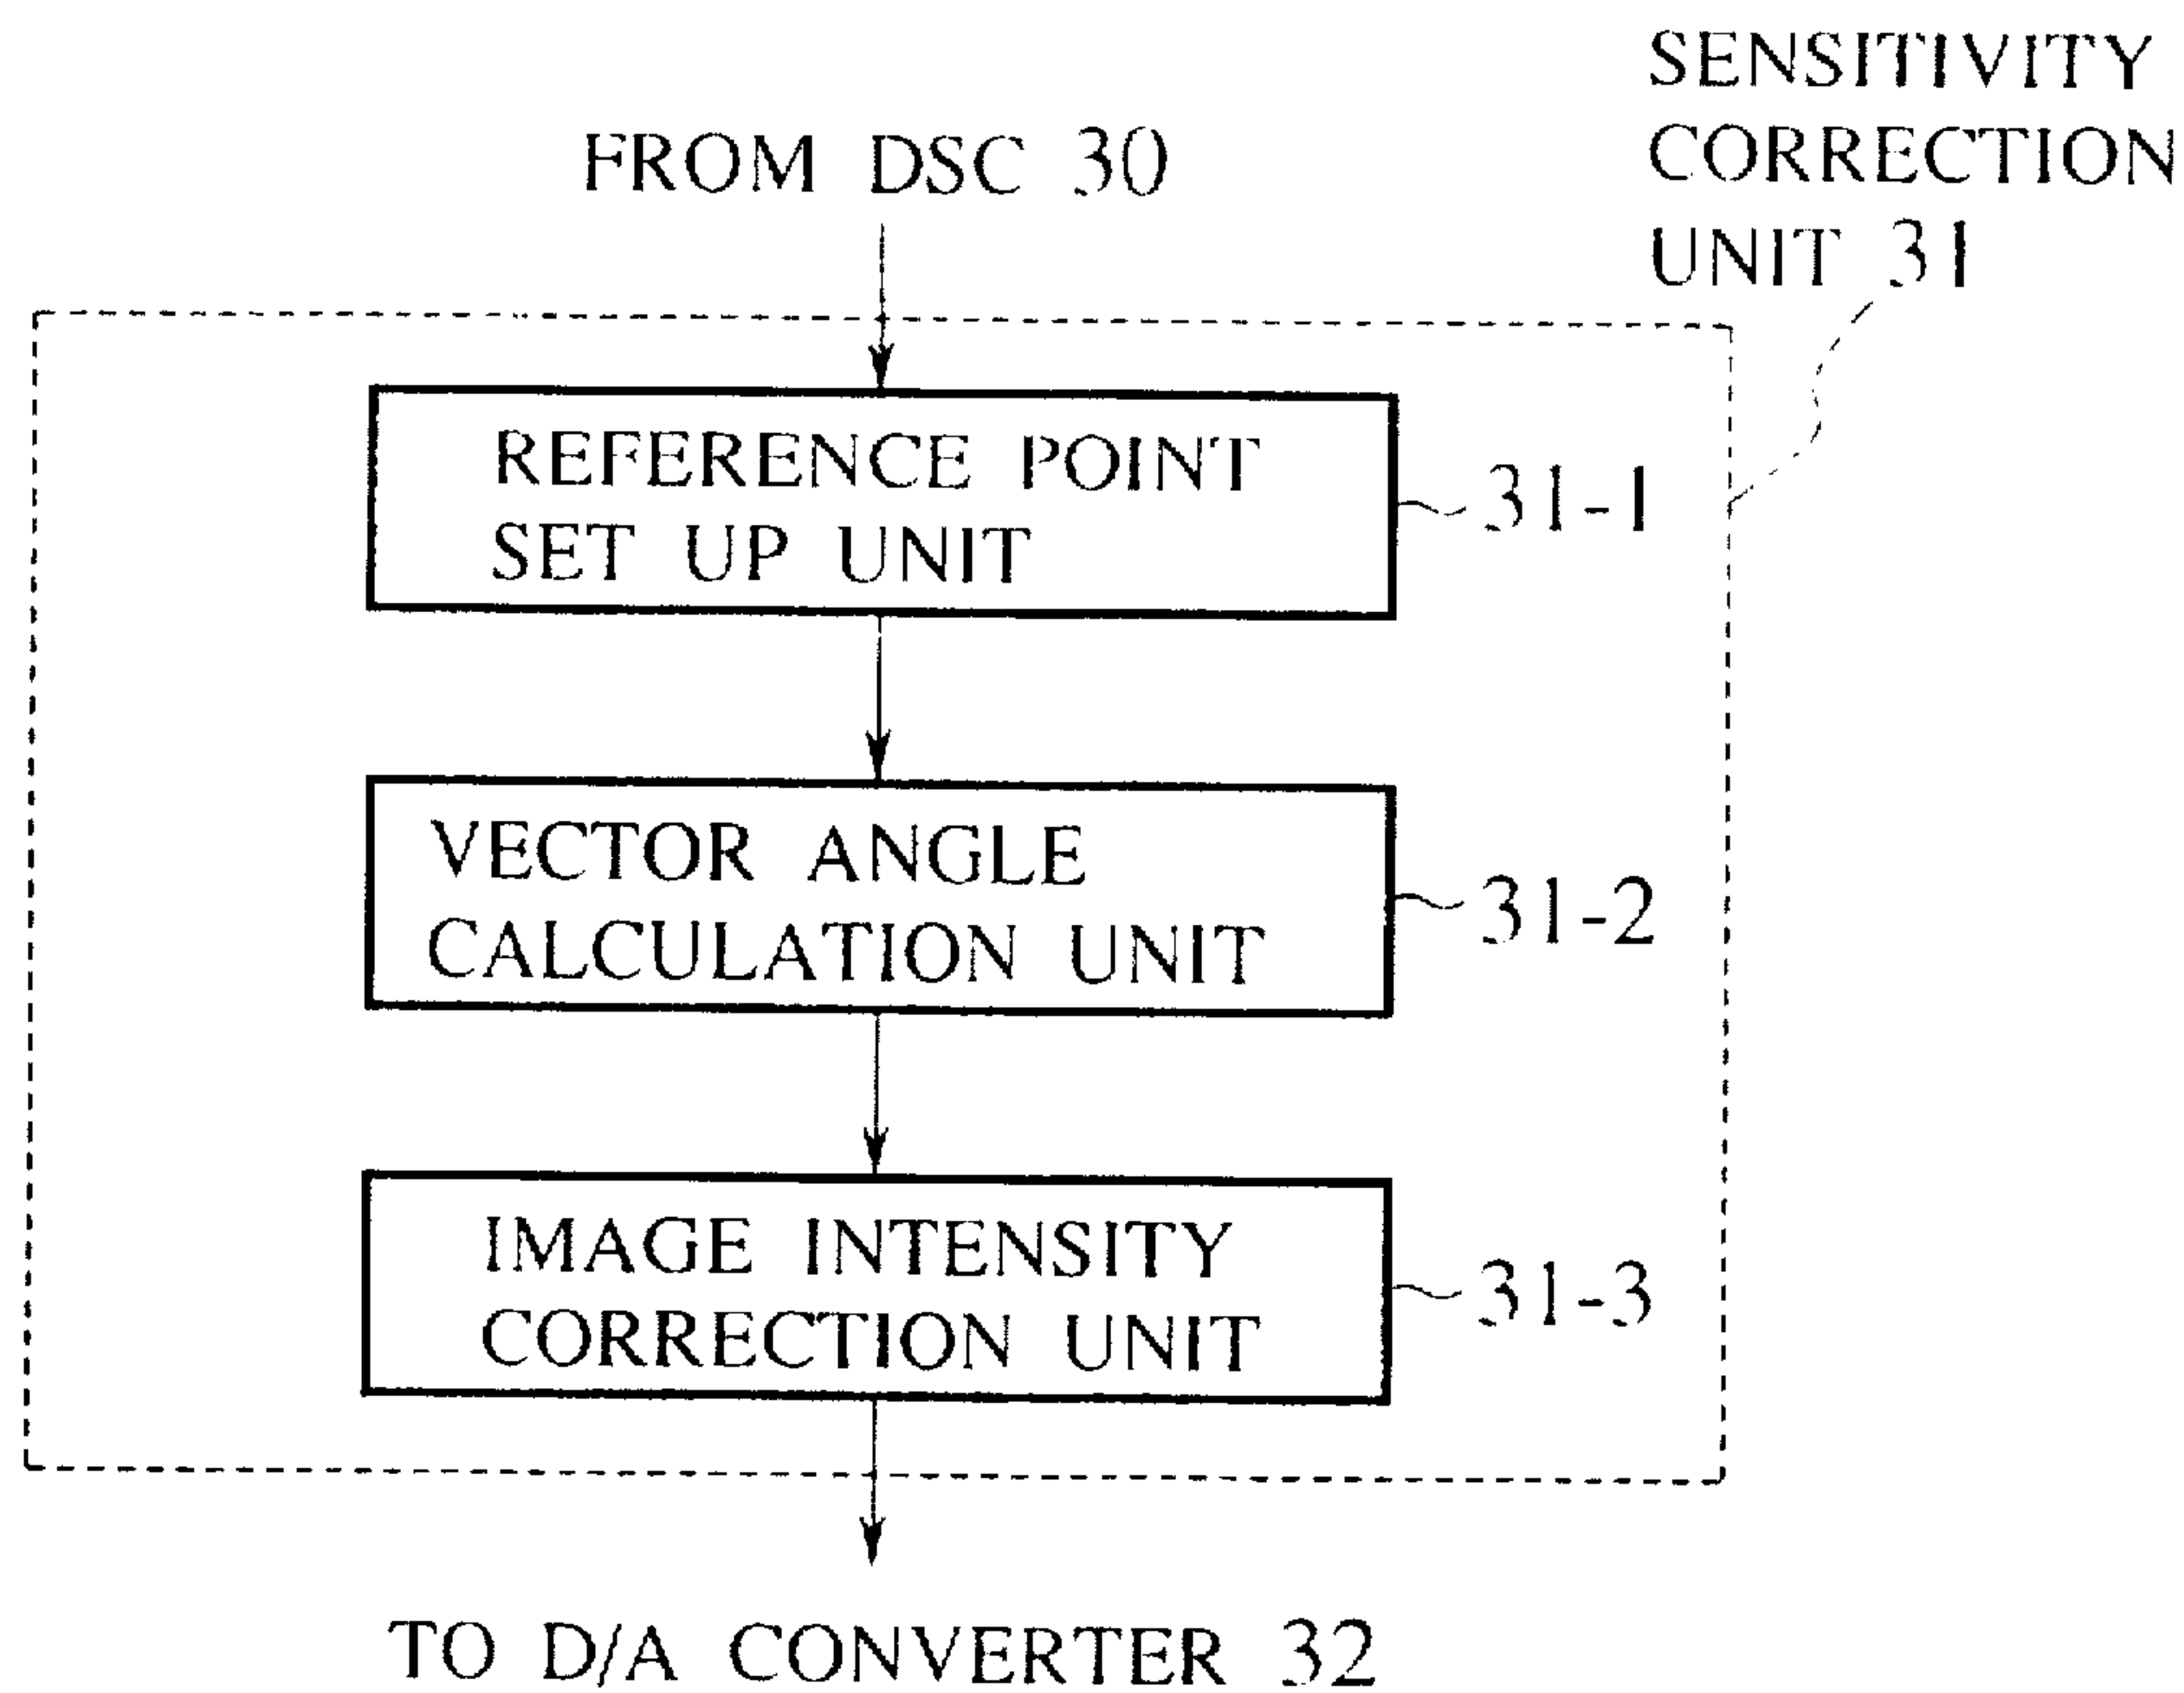 SENSITIVITY
CORRECTION
UNIT 31
FROM DSC 30
REFERENCE POINT
SET UP UNIT
31-1
VECTOR ANGLE
CALCULATION UNIT
31-2
IMAGE INTENSITY
CORRECTION UNIT
31-3
TO D/A CONVERTER 32